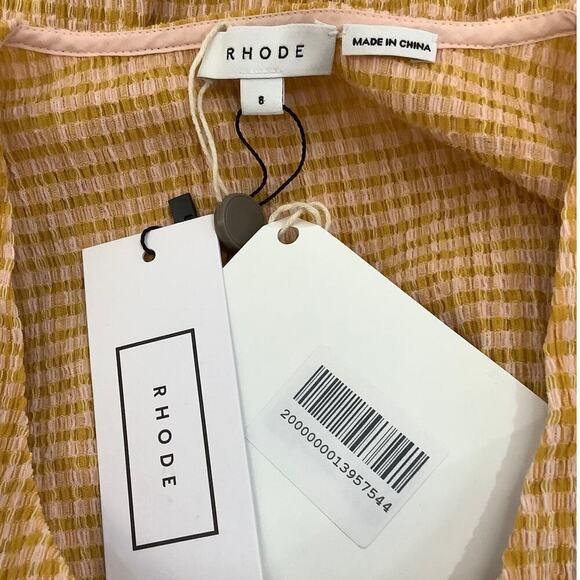 RHODE
MADE IN CHINA
8
RHODE
2000000013957544